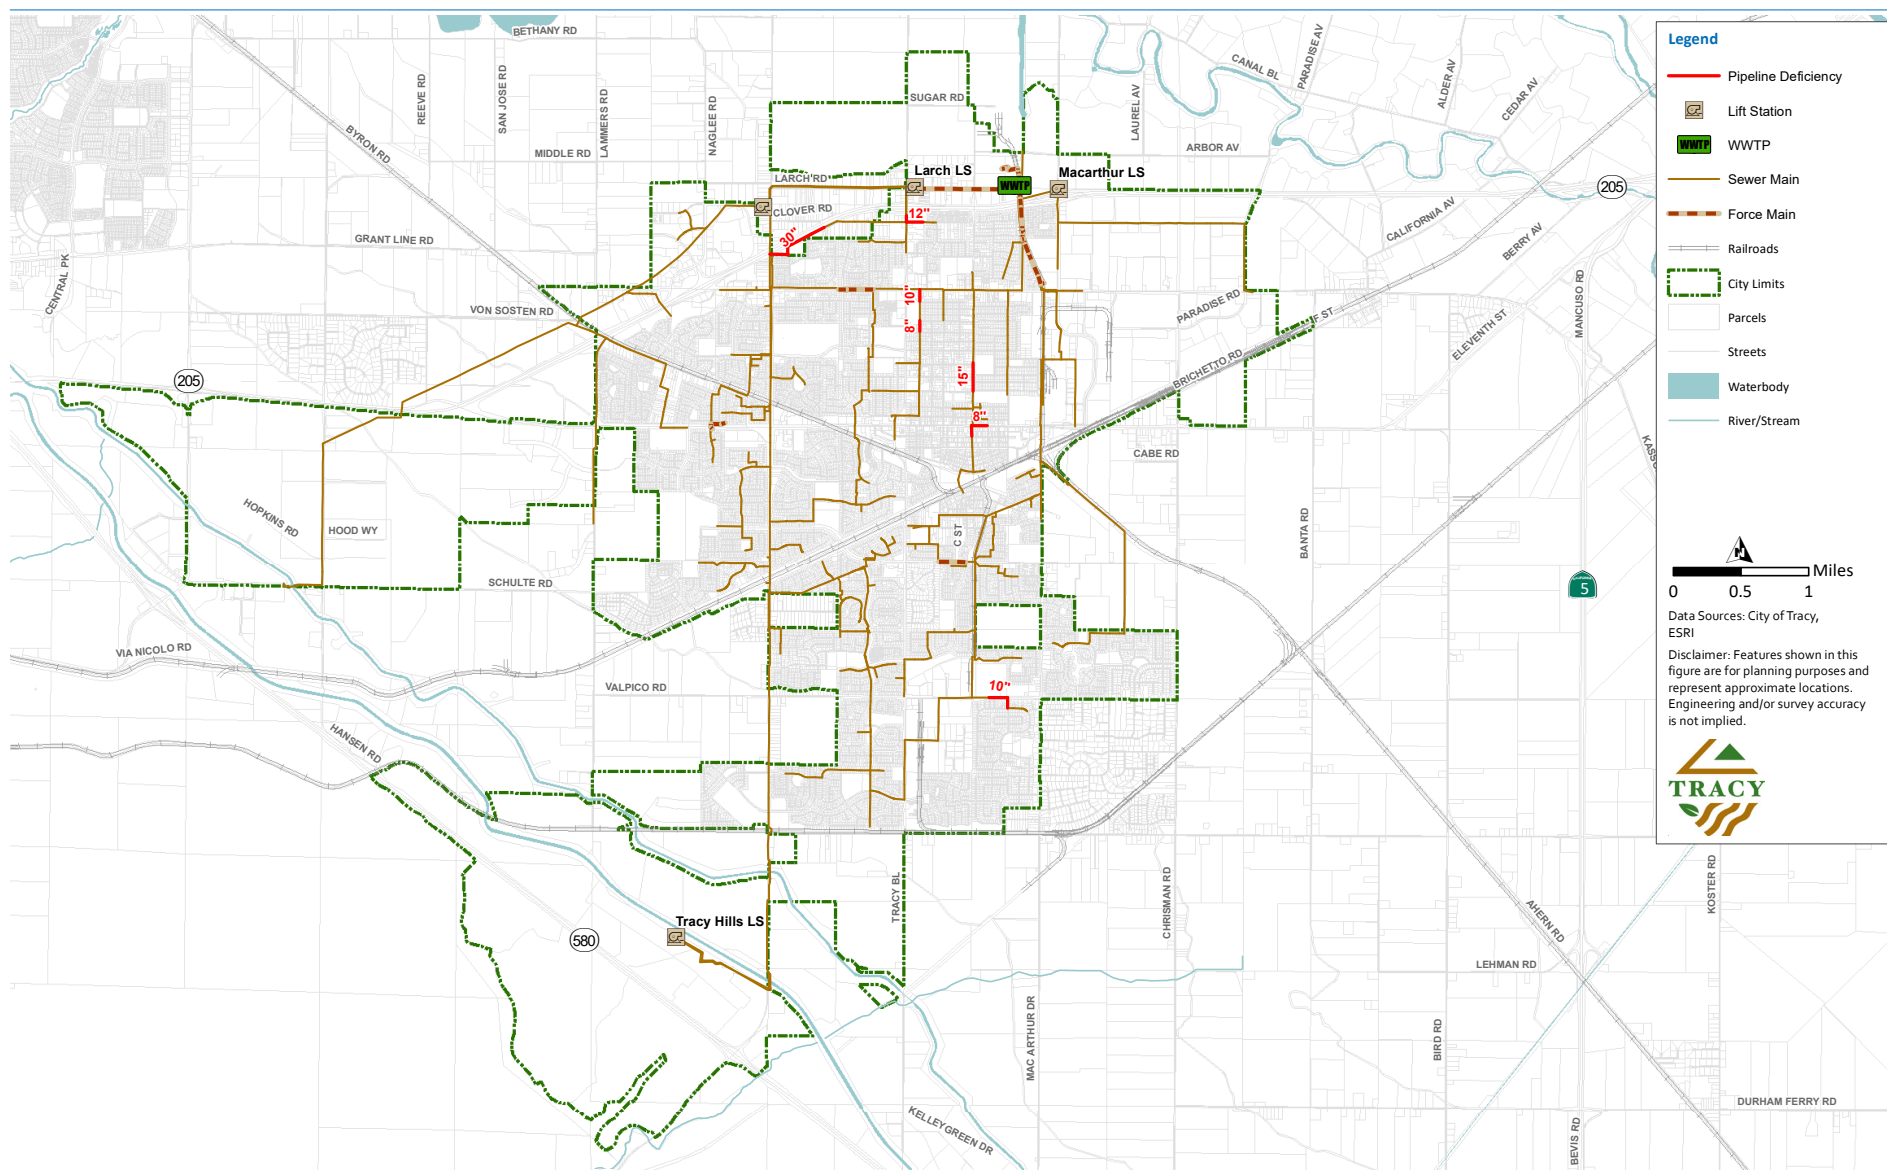 BETHANY RD
REEVE RD
SAN JOSE RD
LAMMERS RD
NAGLEE RD
BYRON RD
MIDDLE RD
SUGAR RD
LARCH RD
Larch LS
WWTP
Macarthur LS
CLOVER RD
12"
30"
LAUREL AV
CANAL BL
PARADISE AV
ALDER AV
CEDAR AV
ARBOR AV
205
CALIFORNIA AV
BERRY AV
GRANT LINE RD
CENTRAL PK
VON SOSTEN RD
10"
8"
15"
8"
PARADISE RD
F ST
BRICHETTO RD
ELEVENTH ST
MANCUSO RD
205
CABE RD
KASSO
HOPKINS RD
HOOD WY
C ST
BANTA RD
SCHULTE RD
5
VIA NICOLO RD
VALPICO RD
10"
HANSEN RD
TRACY BL
CHRISMAN RD
KOSTER RD
Tracy Hills LS
580
AHERN RD
LEHMAN RD
MAC ARTHUR DR
BIRD RD
KELLEY GREEN DR
DURHAM FERRY RD
BEVIS RD
Legend
Pipeline Deficiency
Lift Station
WWTP WWTP
Sewer Main
Force Main
Railroads
City Limits
Parcels
Streets
Waterbody
River/Stream
N
Miles
0 0.5 1
Data Sources: City of Tracy,
ESRI
Disclaimer: Features shown in this
figure are for planning purposes and
represent approximate locations.
Engineering and/or survey accuracy
is not implied.
TRACY